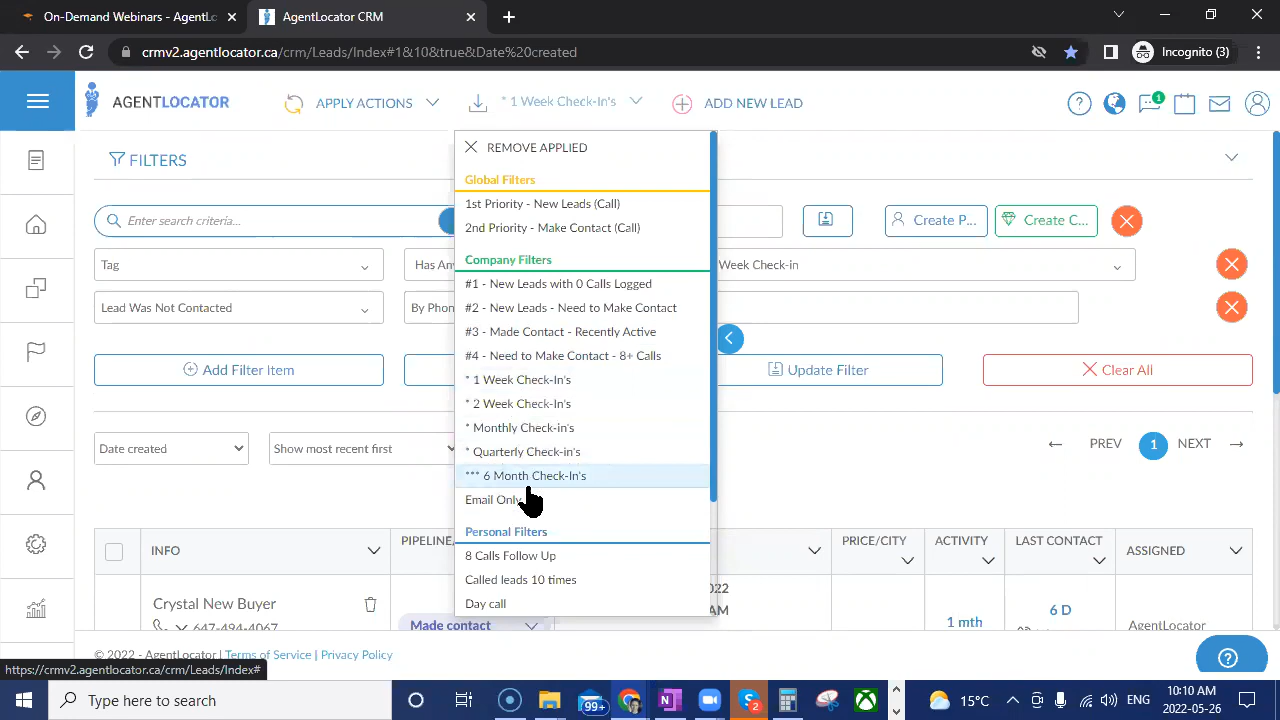 On-Demand Webinars - AgentLo
AgentLocator CRM
crmv2.agentlocator.ca/crm/Leads/Index#1&10&true&Date%20created
Incognito (3)
AGENTLOCATOR
APPLY ACTIONS
* 1 Week Check-In's
ADD NEW LEAD
1
FILTERS
REMOVE APPLIED
Global Filters
1st Priority - New Leads (Call)
2nd Priority - Make Contact (Call)
Company Filters
#1 - New Leads with 0 Calls Logged
#2 - New Leads - Need to Make Contact
#3 - Made Contact - Recently Active
#4 - Need to Make Contact - 8+ Calls
* 1 Week Check-In's
* 2 Week Check-In's
* Monthly Check-in's
* Quarterly Check-in's
*** 6 Month Check-In's
Email Only
Personal Filters
8 Calls Follow Up
Called leads 10 times
Day call
Enter search criteria...
Create P...
Create C...
Tag
Has Any
Week Check-in
Lead Was Not Contacted
By Phon
Add Filter Item
Update Filter
Clear All
Date created
Show most recent first
PREV
1
NEXT
INFO
PIPELINE/
PRICE/CITY
ACTIVITY
LAST CONTACT
ASSIGNED
Crystal New Buyer
647-494-4067
Made contact
AM
1 mth
6 D
AgentLocator
© 2022 - AgentLocator | Terms of Service | Privacy Policy
https://crmv2.agentlocator.ca/crm/Leads/Index#
Type here to search
99+
2
15°C
ENG
10:10 AM
2022-05-26